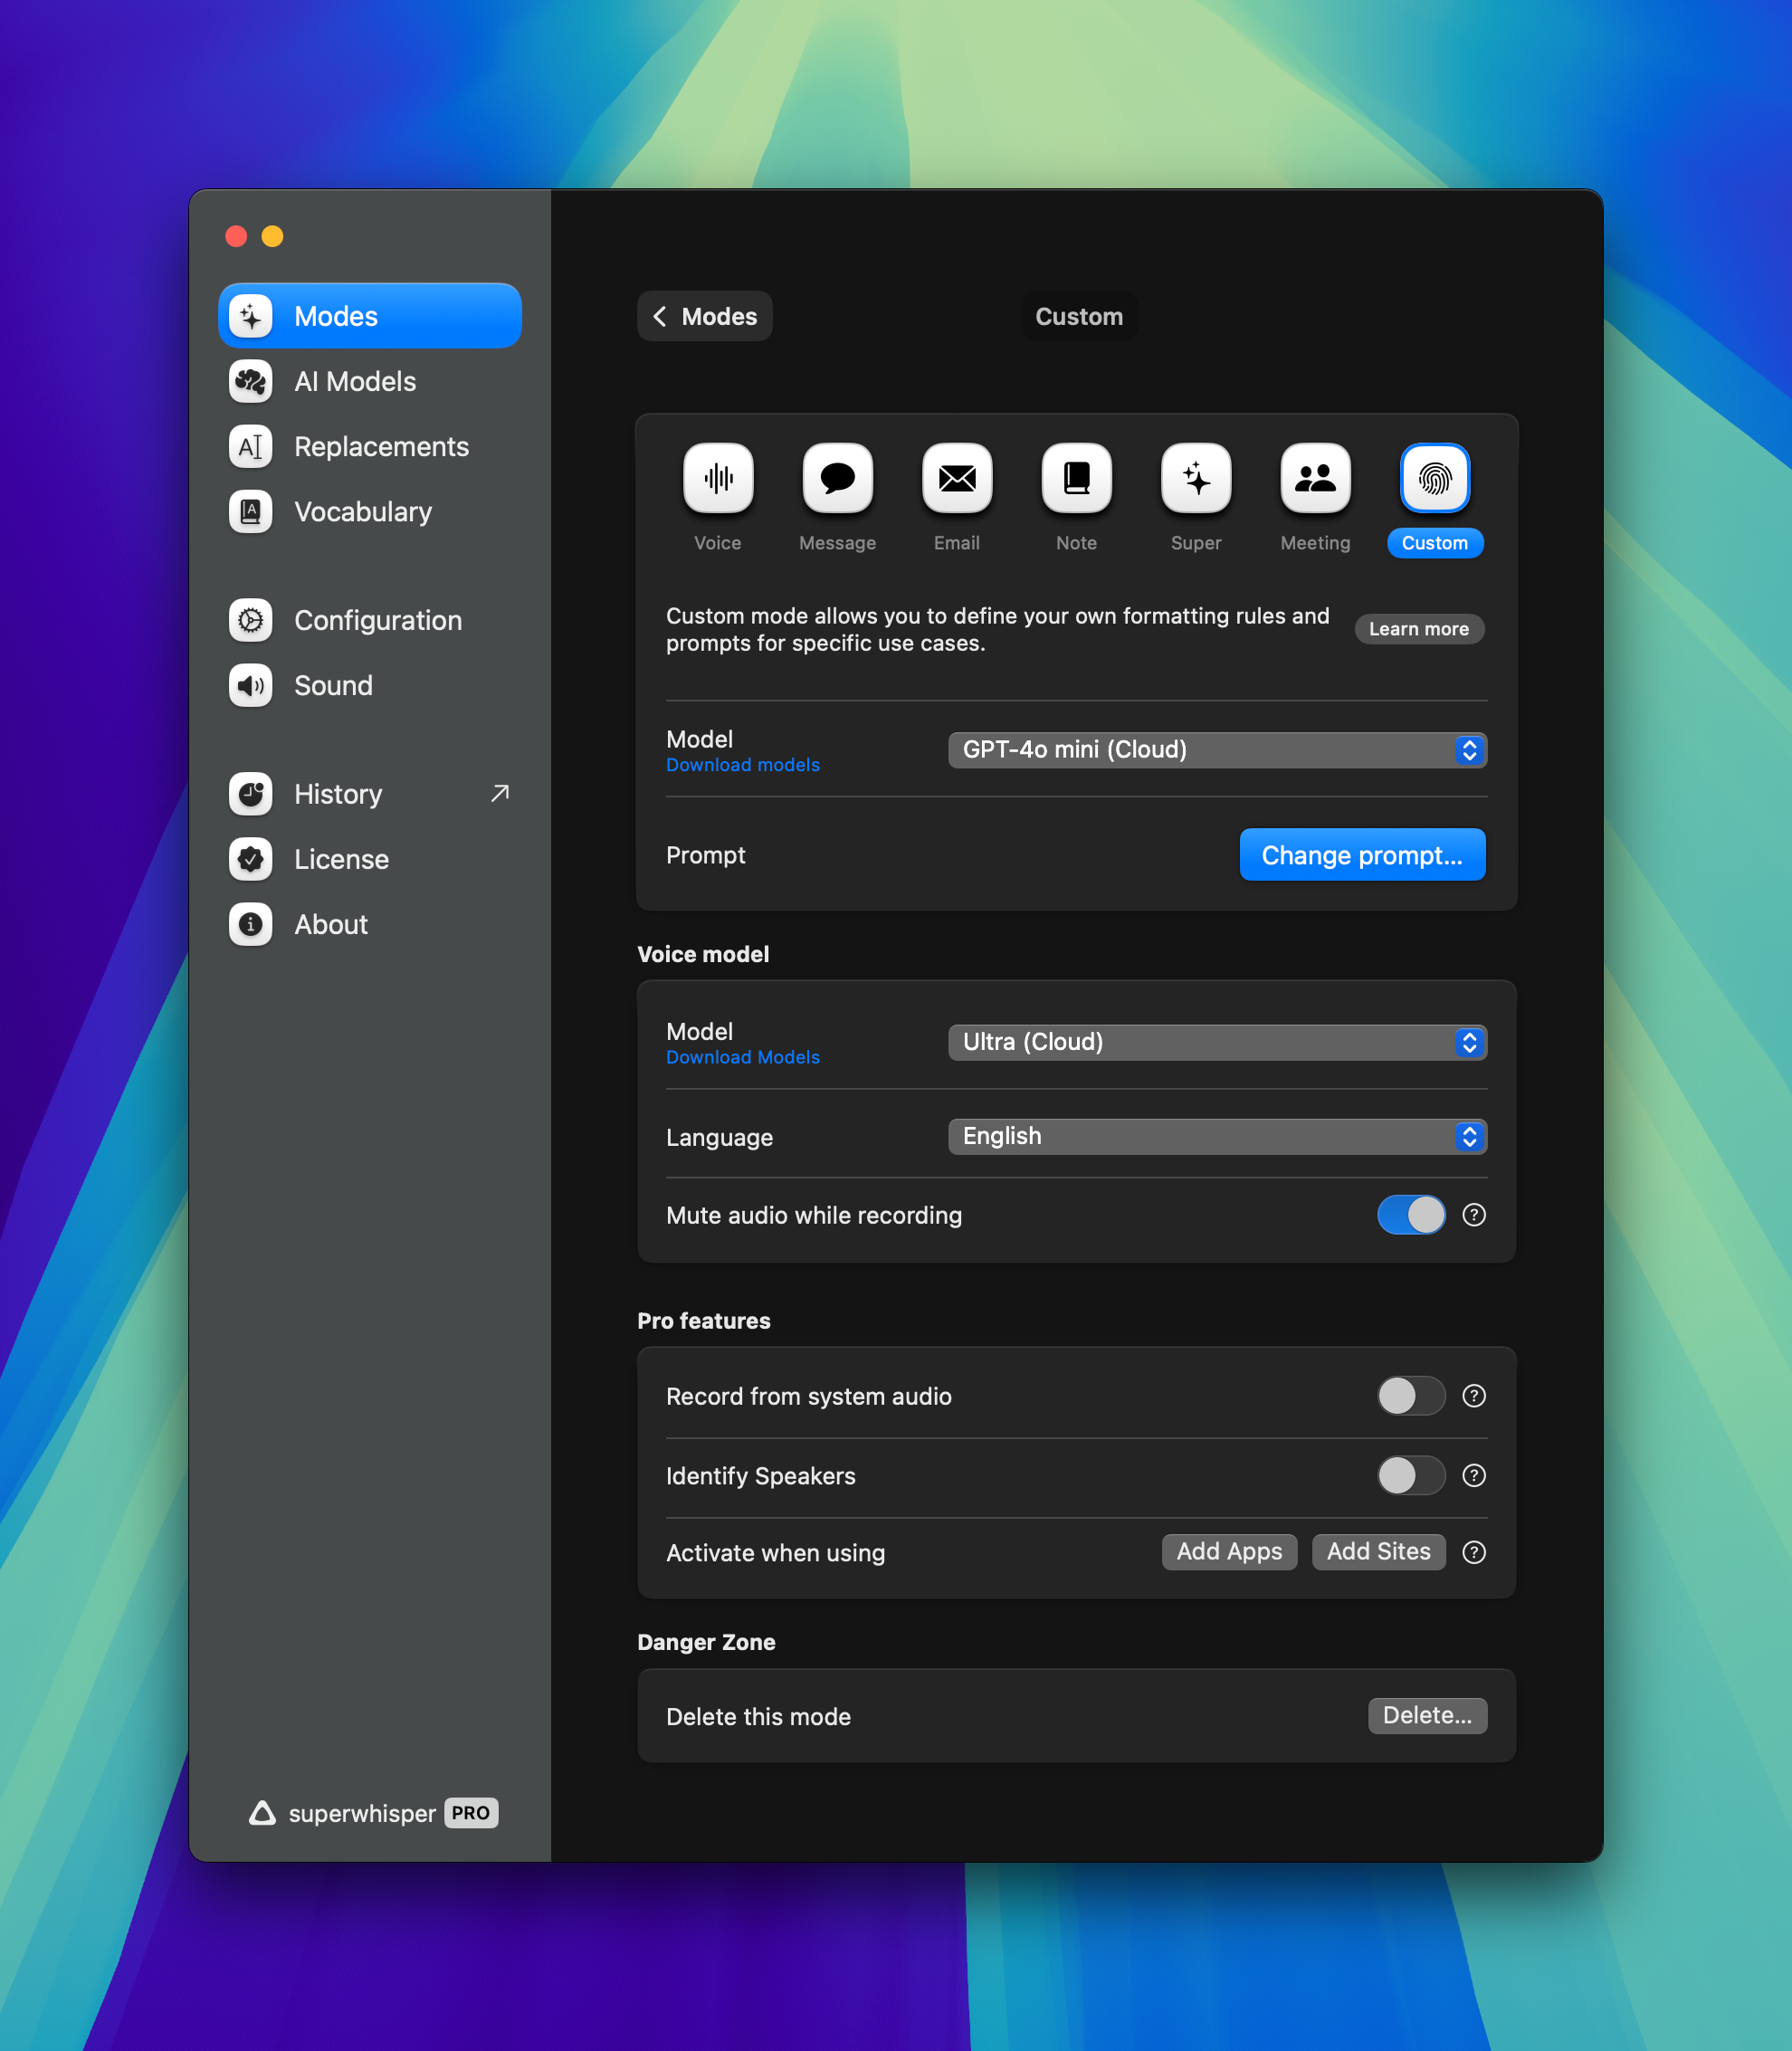 Modes
AI Models
Replacements
Vocabulary
Configuration
Sound
History
License
About
superwhisper PRO
Modes
Custom
Voice
Message
Email
Note
Super
Meeting
Custom
Custom mode allows you to define your own formatting rules and
prompts for specific use cases.
Learn more
Model
Download models
GPT-4o mini (Cloud)
Prompt
Change prompt...
Voice model
Model
Download Models
Ultra (Cloud)
Language
English
Mute audio while recording
?
Pro features
Record from system audio
?
Identify Speakers
?
Activate when using
Add Apps
Add Sites
?
Danger Zone
Delete this mode
Delete...